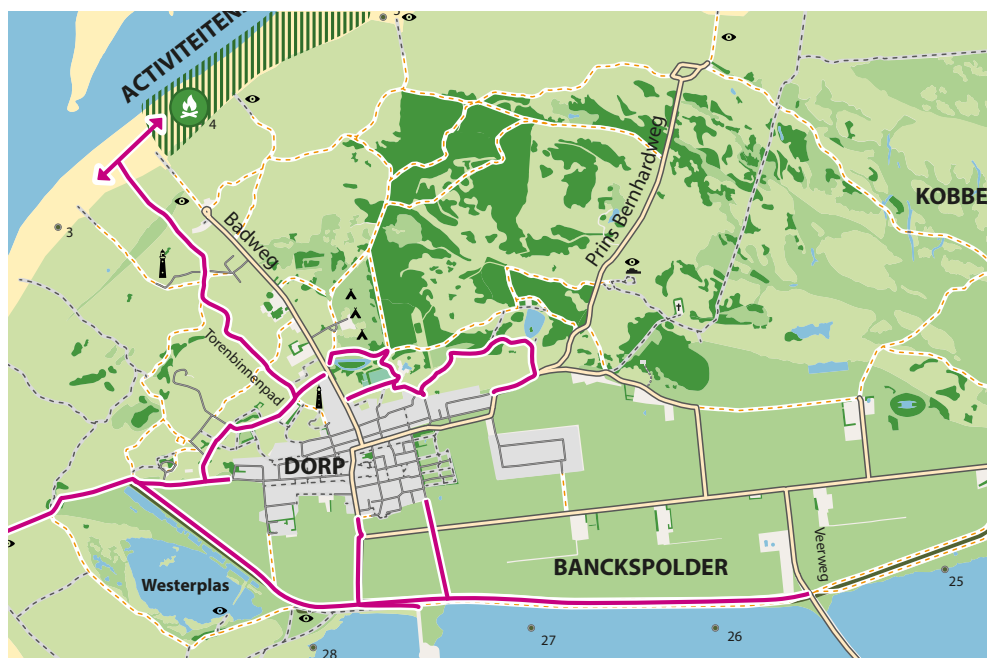 ACTIVITEITEN
4
3
Badweg
Prins Bernhardweg
KOBBE
Torenbinnenpad
DORP
BANCKSPOLDER
Veerweg
Westerplas
25
26
27
28